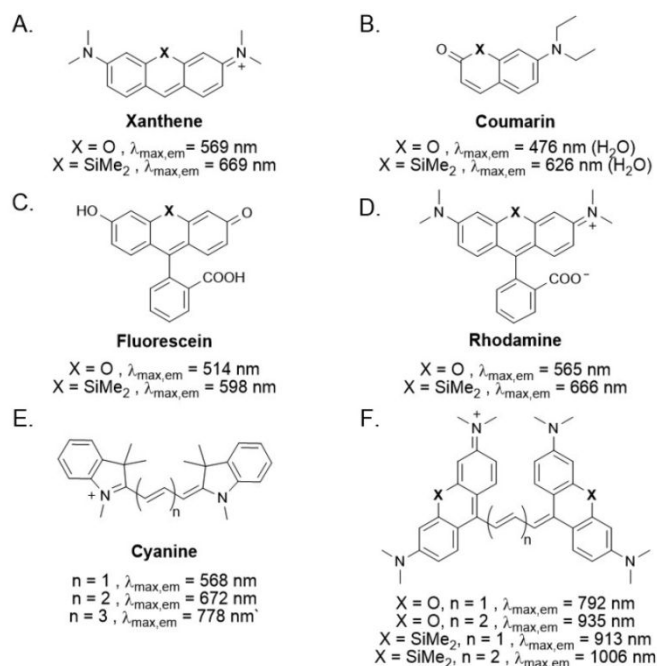 A.
N
X
N
+
Xanthene
X = O , λmax,em = 569 nm
X = SiMe2 , λmax,em = 669 nm
B.
O
X
N
Coumarin
X = O , λmax,em = 476 nm (H2O)
X = SiMe2 , λmax,em = 626 nm (H2O)
C.
HO
X
O
COOH
Fluorescein
X = O , λmax,em = 514 nm
X = SiMe2 , λmax,em = 598 nm
D.
N
X
N
+
COO−
Rhodamine
X = O , λmax,em = 565 nm
X = SiMe2 , λmax,em = 666 nm
E.
+
N
n
N
Cyanine
n = 1 , λmax,em = 568 nm
n = 2 , λmax,em = 672 nm
n = 3 , λmax,em = 778 nm`
F.
+
N
N
X
X
n
N
N
X = O, n = 1 , λmax,em = 792 nm
X = O, n = 2 , λmax,em = 935 nm
X = SiMe2, n = 1 , λmax,em = 913 nm
X = SiMe2, n = 2 , λmax,em = 1006 nm